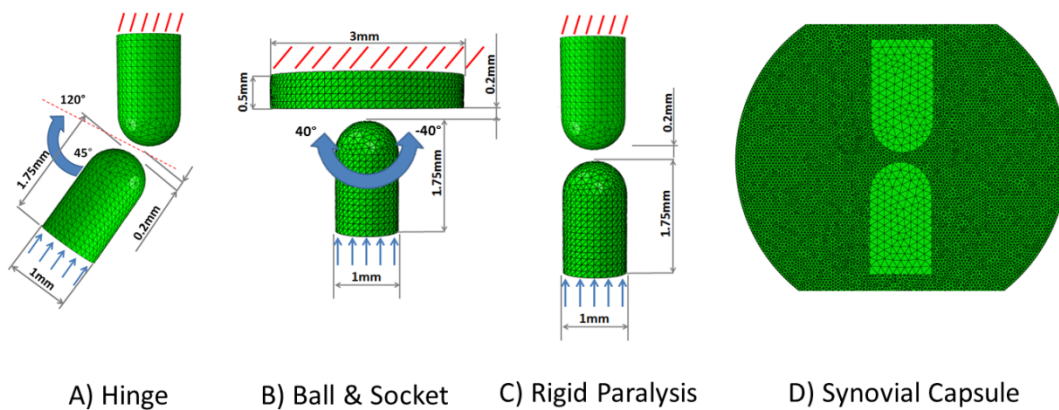 120°
45°
1.75mm
0.2mm
1mm
3mm
0.5mm
0.2mm
40°
-40°
1.75mm
1mm
0.2mm
1.75mm
1mm
A) Hinge
B) Ball & Socket
C) Rigid Paralysis
D) Synovial Capsule